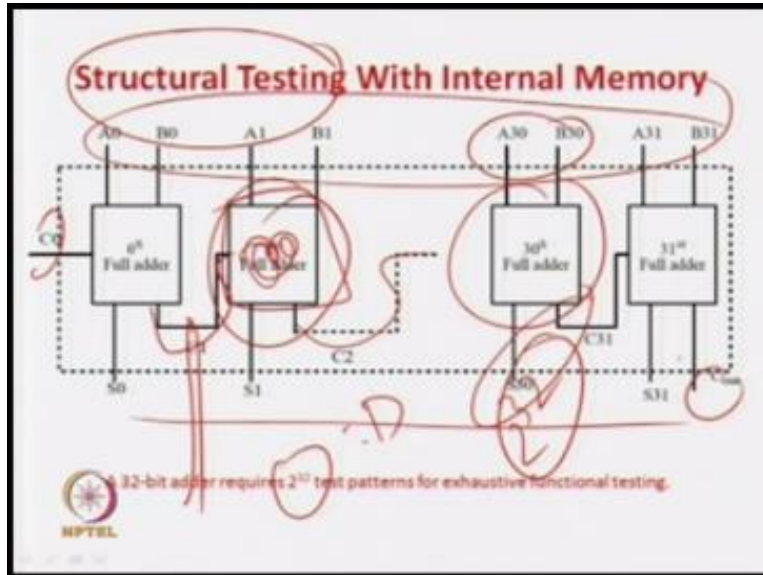 Structural Testing With Internal Memory
A0 B0 A1 B1 A30 B30 A31 B31
C0
0th 30th 31st
Full adder Full adder Full adder Full adder
C2 C31
S0 S1 S30 S31 Cout
A 32-bit adder requires 2 test patterns for exhaustive functional testing.
NPTEL